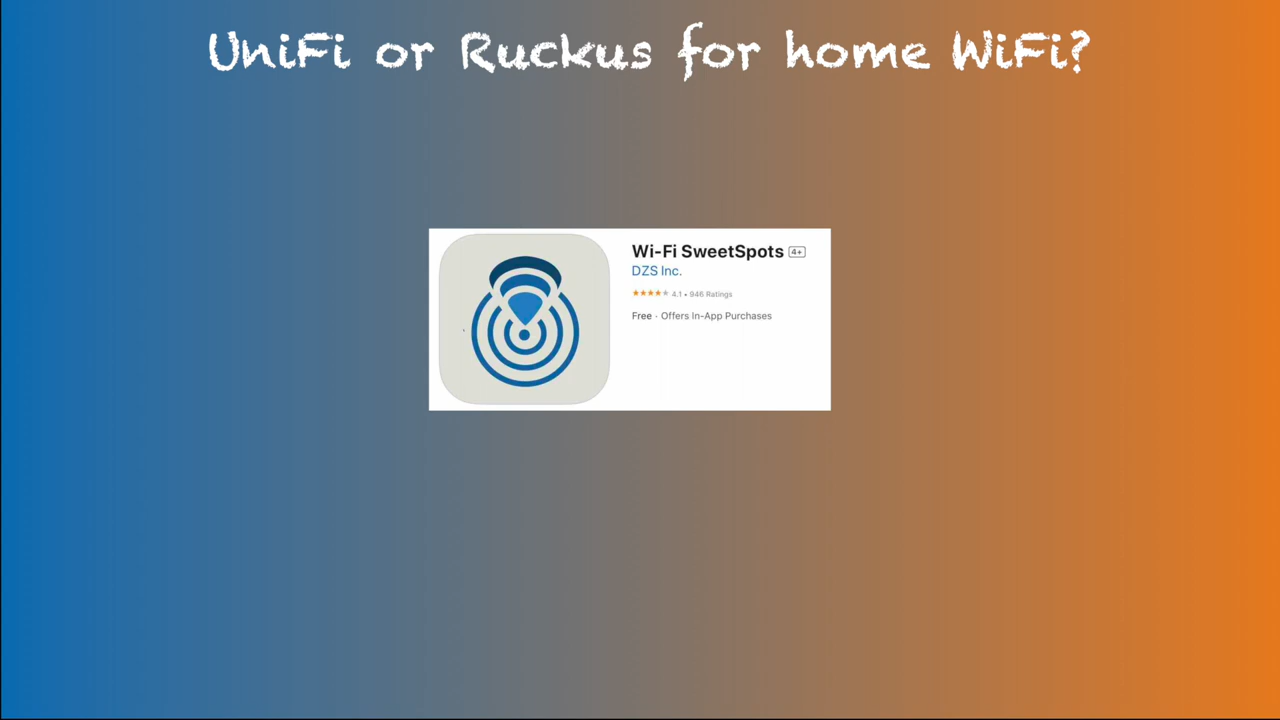 UniFi or Ruckus for home WiFi?
Wi-Fi SweetSpots 4+
DZS Inc.
★★★★★ 4.1 • 946 Ratings
Free · Offers In-App Purchases